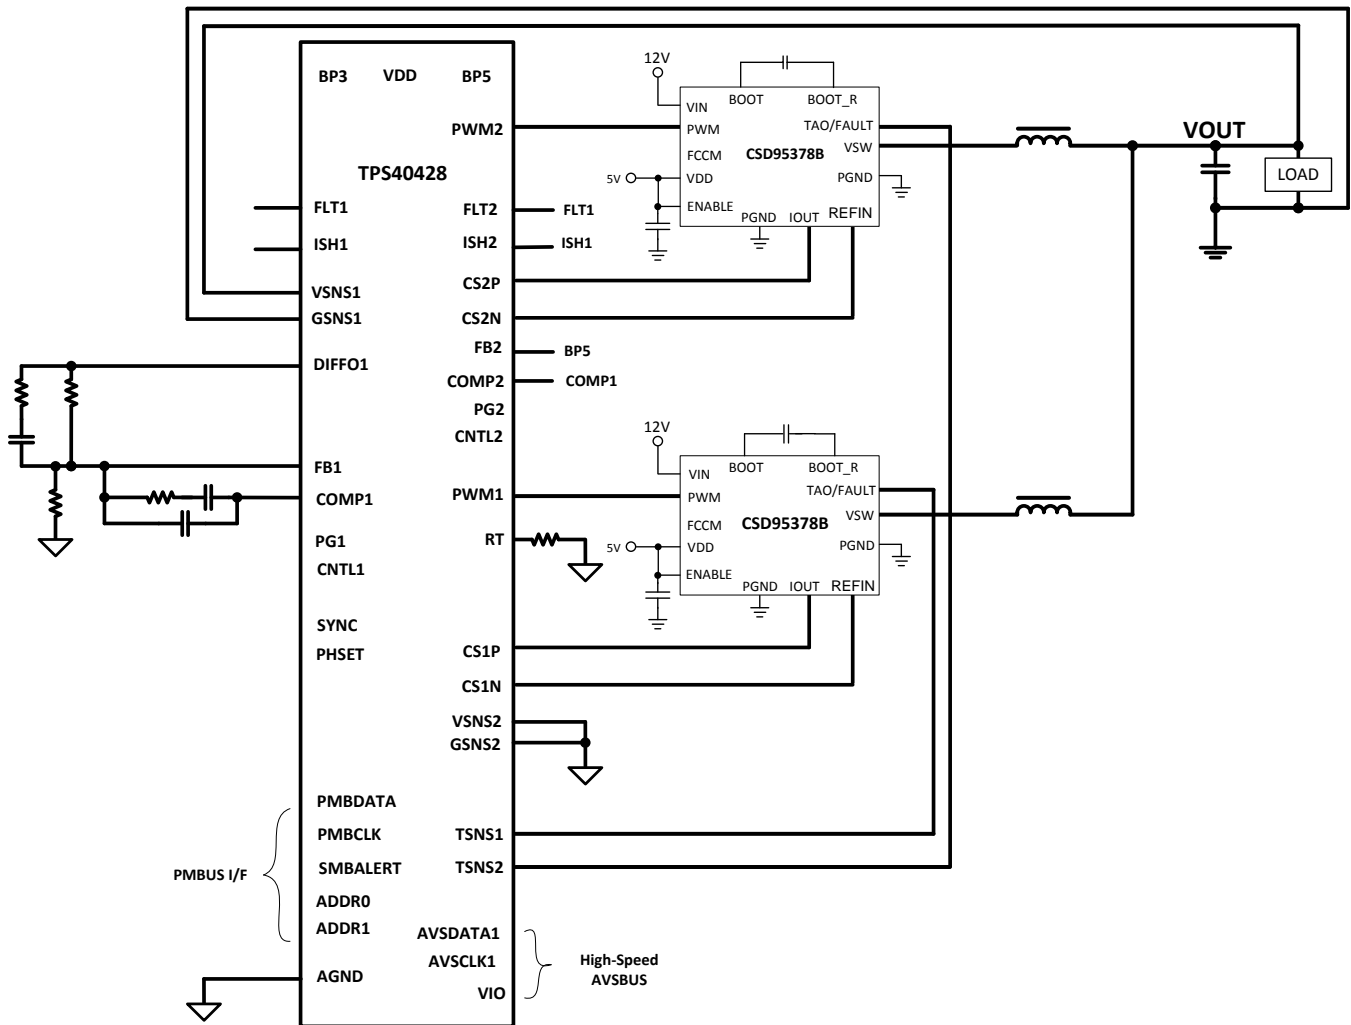 BP3 VDD BP5
TPS40428
FLT1
ISH1
VSNS1
GSNS1
DIFFO1
FB1
COMP1
PG1
CNTL1
SYNC
PHSET
PMBDATA
PMBCLK
SMBALERT
ADDR0
ADDR1
AGND
PMBUS I/F
PWM2
FLT2 FLT1
ISH2 ISH1
CS2P
CS2N
FB2 BP5
COMP2 COMP1
PG2
CNTL2
PWM1
RT
CS1P
CS1N
VSNS2
GSNS2
TSNS1
TSNS2
AVSDATA1
AVSCLK1
VIO
High-Speed
AVSBUS
12V
BOOT BOOT_R
VIN
PWM TAO/FAULT
FCCM CSD95378B VSW
5V VDD PGND
ENABLE
PGND IOUT REFIN
12V
BOOT BOOT_R
VIN
PWM TAO/FAULT
FCCM CSD95378B VSW
5V VDD PGND
ENABLE
PGND IOUT REFIN
VOUT
LOAD